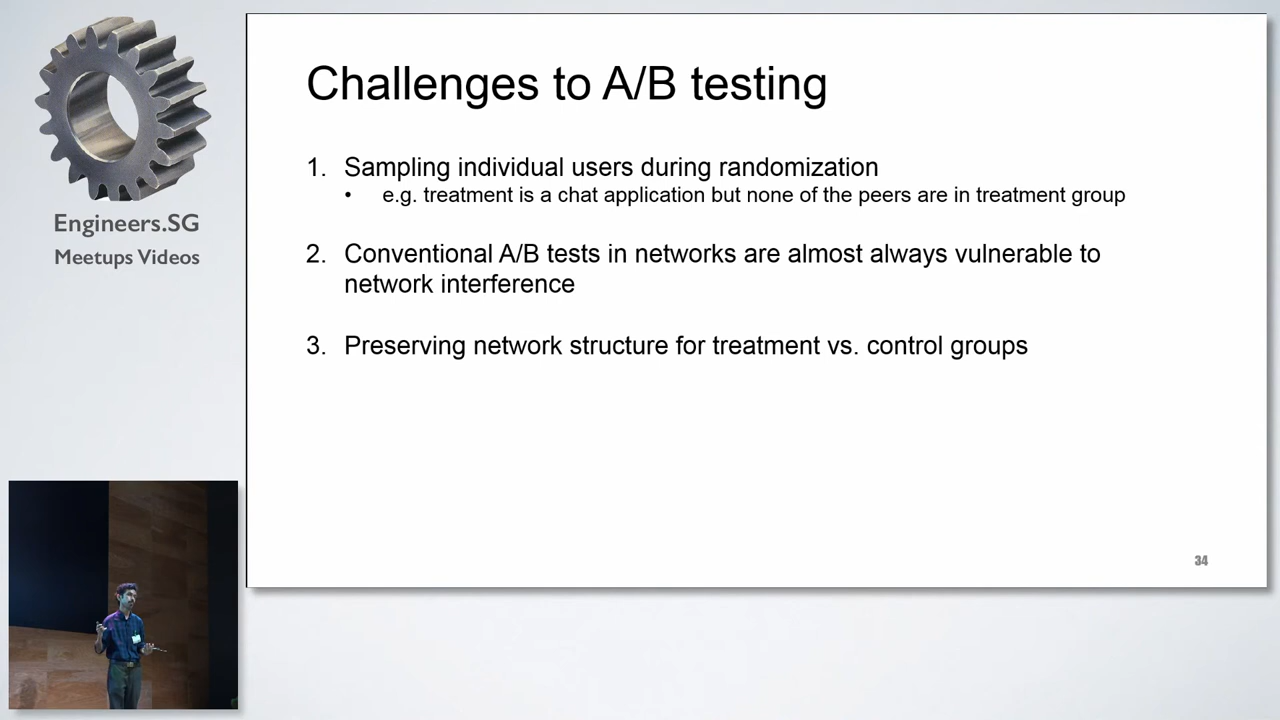 Engineers.SG
Meetups Videos
Challenges to A/B testing
1. Sampling individual users during randomization
• e.g. treatment is a chat application but none of the peers are in treatment group
2. Conventional A/B tests in networks are almost always vulnerable to
network interference
3. Preserving network structure for treatment vs. control groups
34